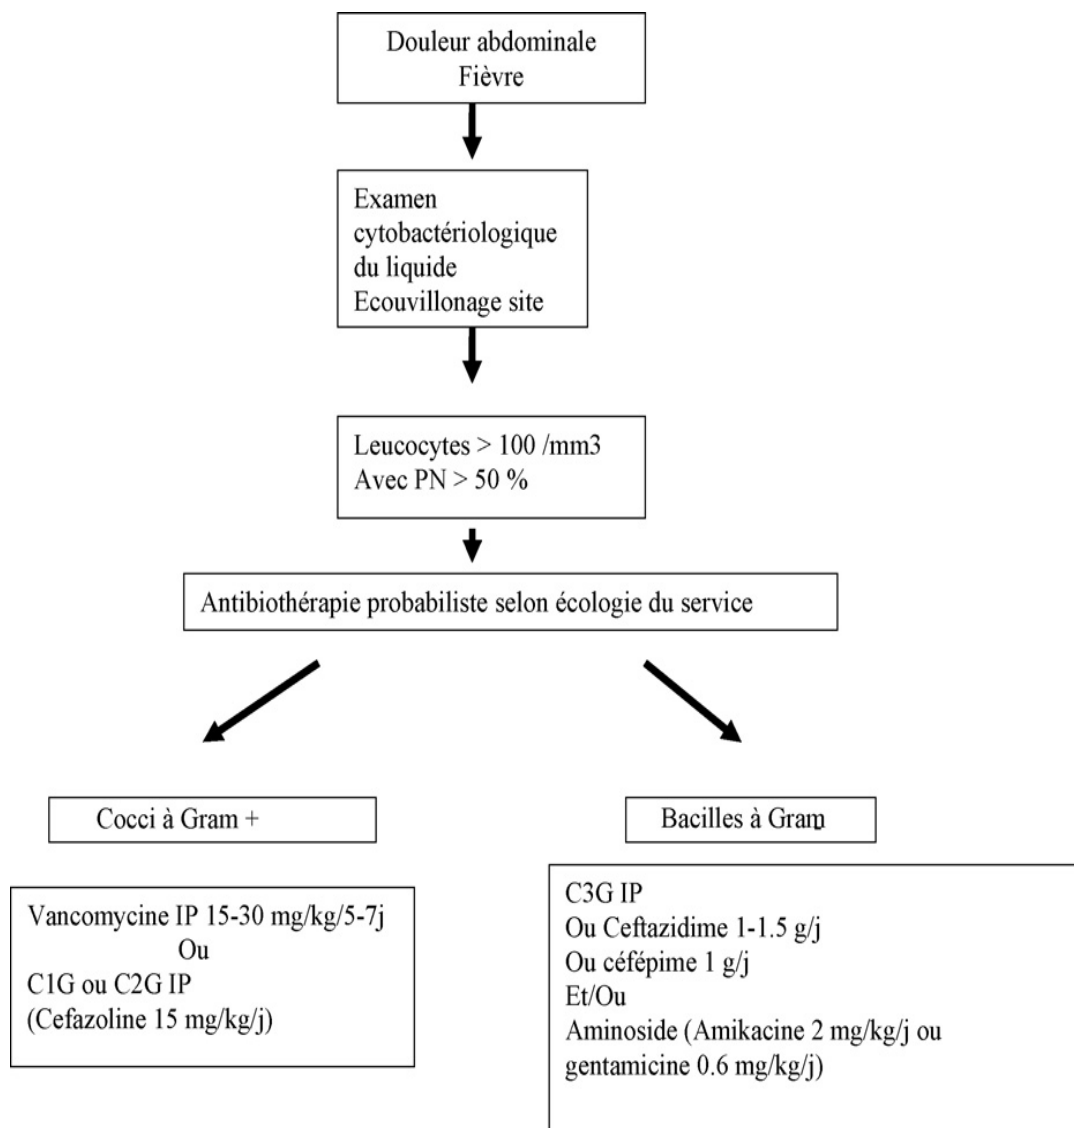 Douleur abdominale
Fièvre
Examen
cytobactériologique
du liquide
Ecouvillonage site
Leucocytes > 100 /mm3
Avec PN > 50 %
Antibiothérapie probabiliste selon écologie du service
Cocci à Gram +
Vancomycine IP 15-30 mg/kg/5-7j
Ou
C1G ou C2G IP
(Cefazoline 15 mg/kg/j)
Bacilles à Gram-
C3G IP
Ou Ceftazidime 1-1.5 g/j
Ou céfépime 1 g/j
Et/Ou
Aminoside (Amikacine 2 mg/kg/j ou
gentamicine 0.6 mg/kg/j)